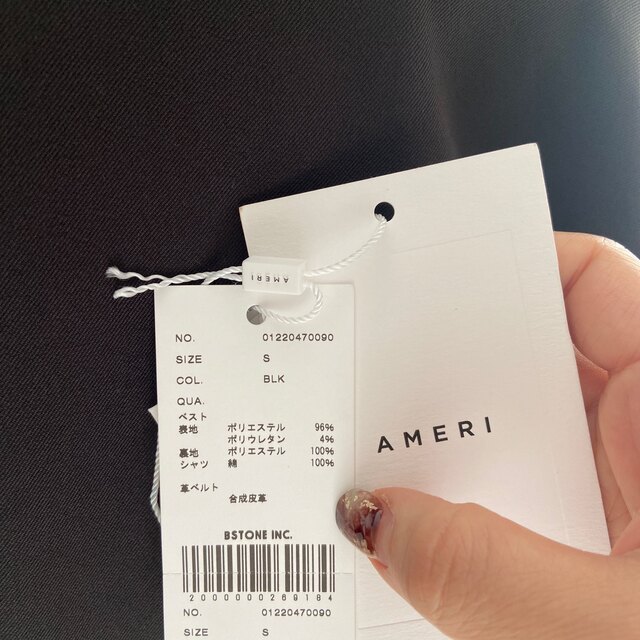 AMERI
NO. 01220470090
SIZE S
COL. BLK
QUA.
ベスト
表地 ポリエステル 96%
ポリウレタン 4%
裏地 ポリエステル 100%
シャツ 綿 100%
革ベルト
合成皮革
BSTONE INC.
2000000269184
NO. 01220470090
SIZE S
AMERI